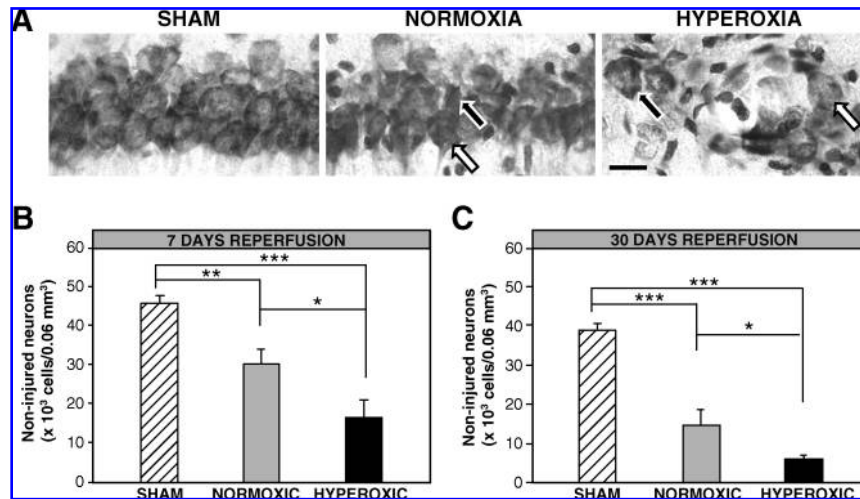 A
SHAM NORMOXIA HYPEROXIA
B
7 DAYS REPERFUSION
Non-injured neurons
(x 10³ cells/0.06 mm³)
60
50
40
30
20
10
0
***
**
*
SHAM NORMOXIC HYPEROXIC
C
30 DAYS REPERFUSION
Non-injured neurons
(x 10³ cells/0.06 mm³)
60
50
40
30
20
10
0
***
***
*
SHAM NORMOXIC HYPEROXIC